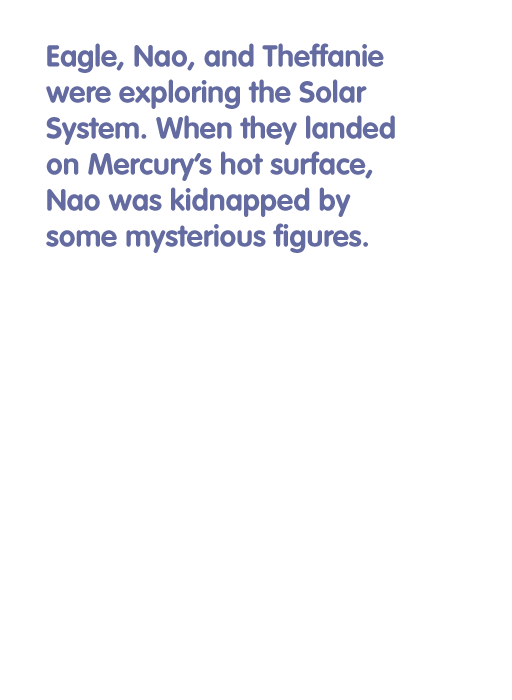 Eagle, Nao, and Theffanie
were exploring the Solar
System. When they landed
on Mercury’s hot surface,
Nao was kidnapped by
some mysterious figures.